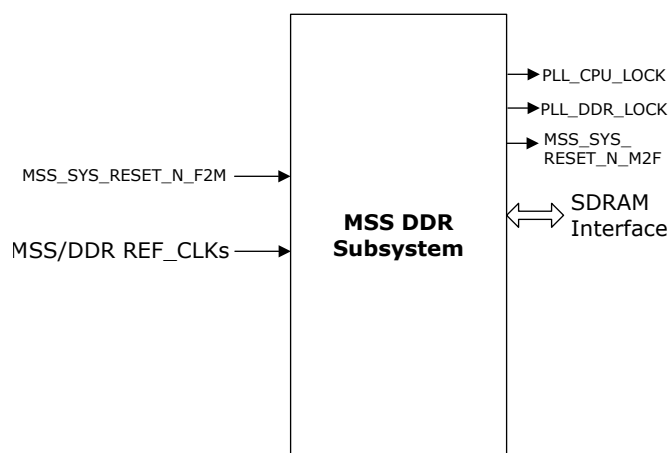 PLL_CPU_LOCK
PLL_DDR_LOCK
MSS_SYS_
RESET_N_M2F
MSS_SYS_RESET_N_F2M
SDRAM
Interface
MSS DDR
Subsystem
MSS/DDR REF_CLKs